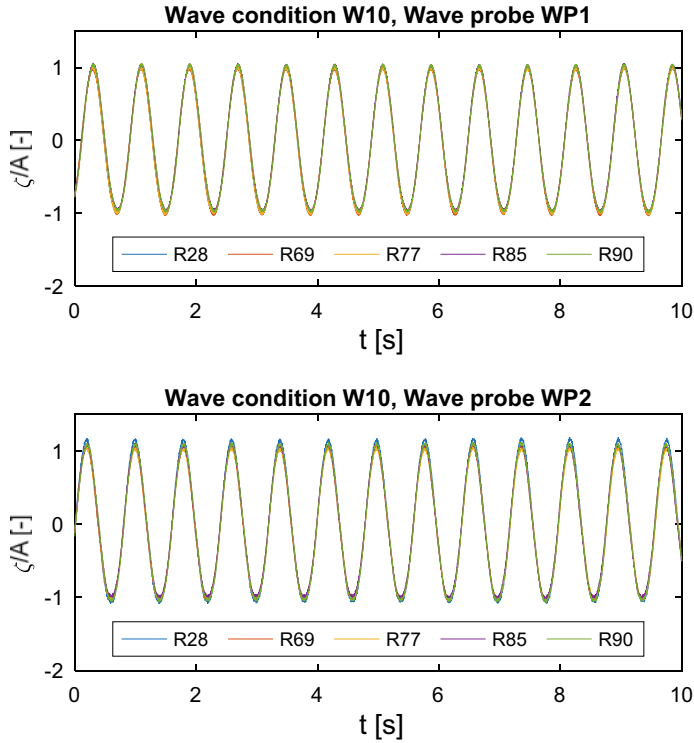 Wave condition W10, Wave probe WP1
1
0
-1
-2
ζ/A [-]
R28 R69 R77 R85 R90
0 2 4 6 8 10
t [s]
Wave condition W10, Wave probe WP2
1
0
-1
-2
ζ/A [-]
R28 R69 R77 R85 R90
0 2 4 6 8 10
t [s]